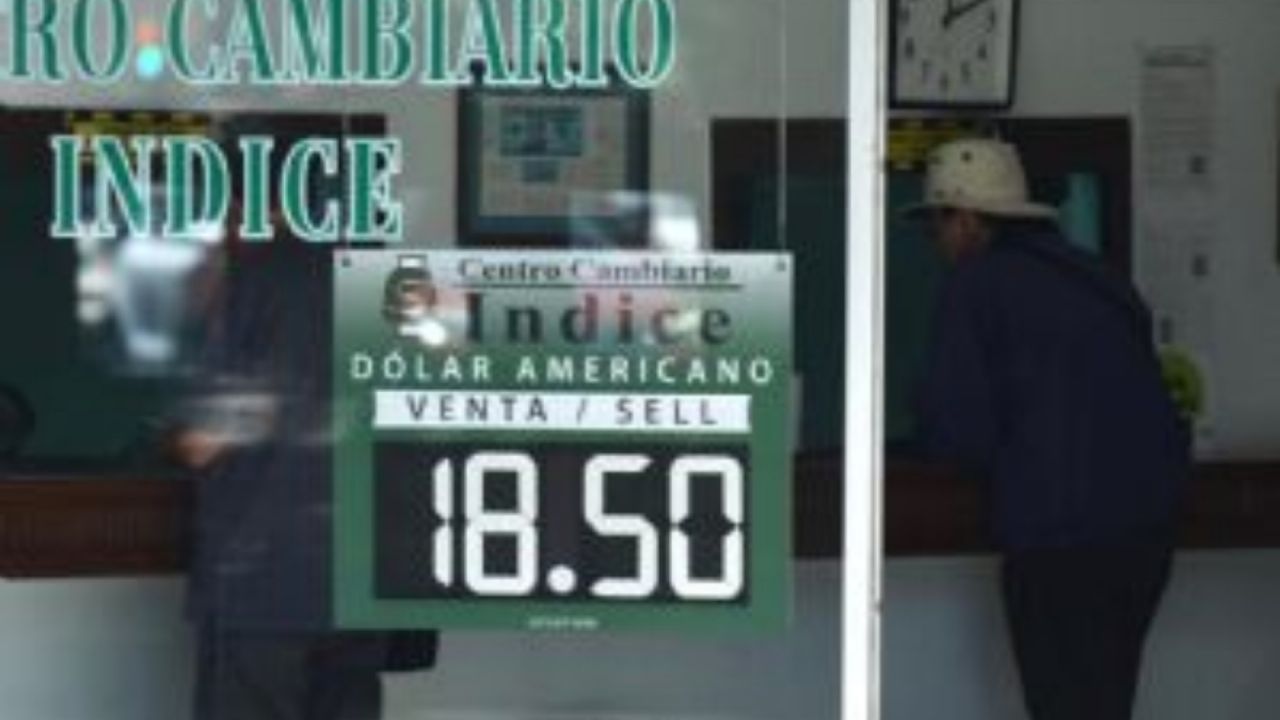 RO CAMBIARIO
INDICE
Centro Cambiario
Indice
DÓLAR AMERICANO
VENTA / SELL
18.50